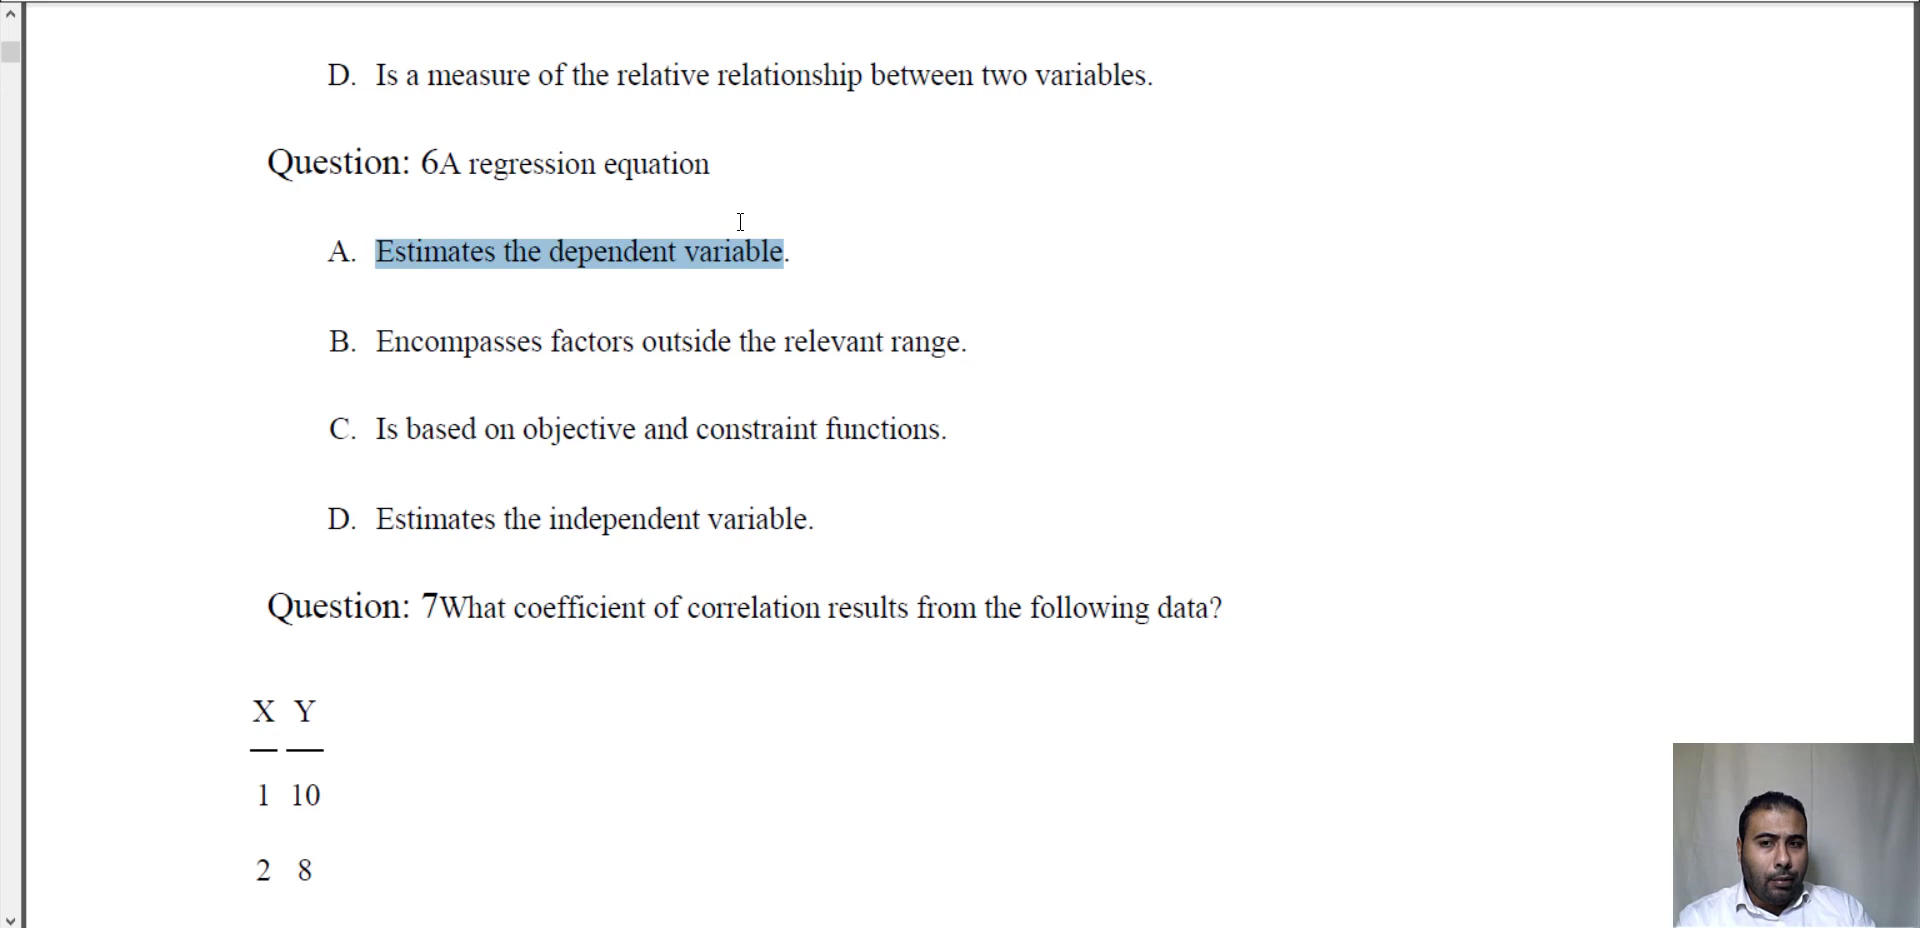 D. Is a measure of the relative relationship between two variables.
Question: 6A regression equation
A. Estimates the dependent variable.
B. Encompasses factors outside the relevant range.
C. Is based on objective and constraint functions.
D. Estimates the independent variable.
Question: 7What coefficient of correlation results from the following data?
X Y
1 10
2 8